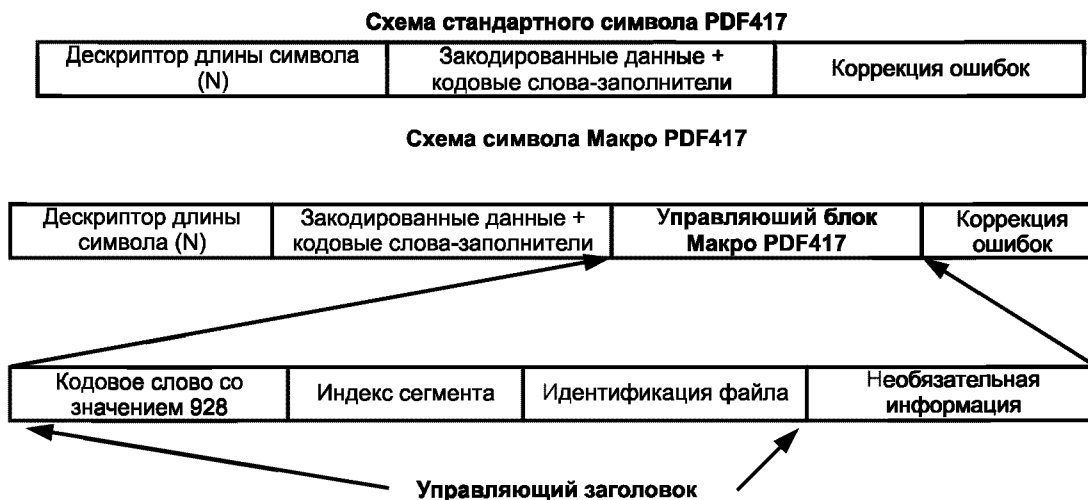 Схема стандартного символа PDF417
Дескриптор длины символа
(N)
Закодированные данные +
кодовые слова-заполнители
Коррекция ошибок
Схема символа Макро PDF417
Дескриптор длины
символа (N)
Закодированные данные +
кодовые слова-заполнители
Управляюший блок
Макро PDF417
Коррекция
ошибок
Кодовое слово со
значением 928
Индекс сегмента
Идентификация файла
Необязательная
информация
Управляющий заголовок